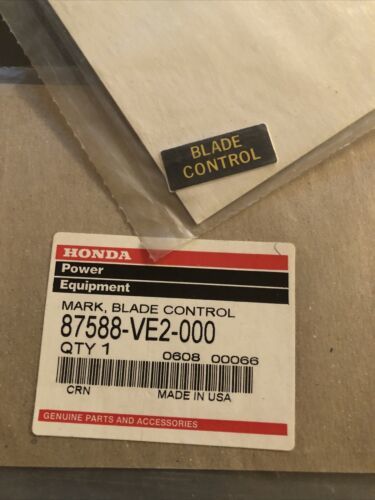 BLADE
CONTROL
HONDA
Power
Equipment
MARK, BLADE CONTROL
87588-VE2-000
QTY 1 0608 00066
CRN MADE IN USA
GENUINE PARTS AND ACCESSORIES